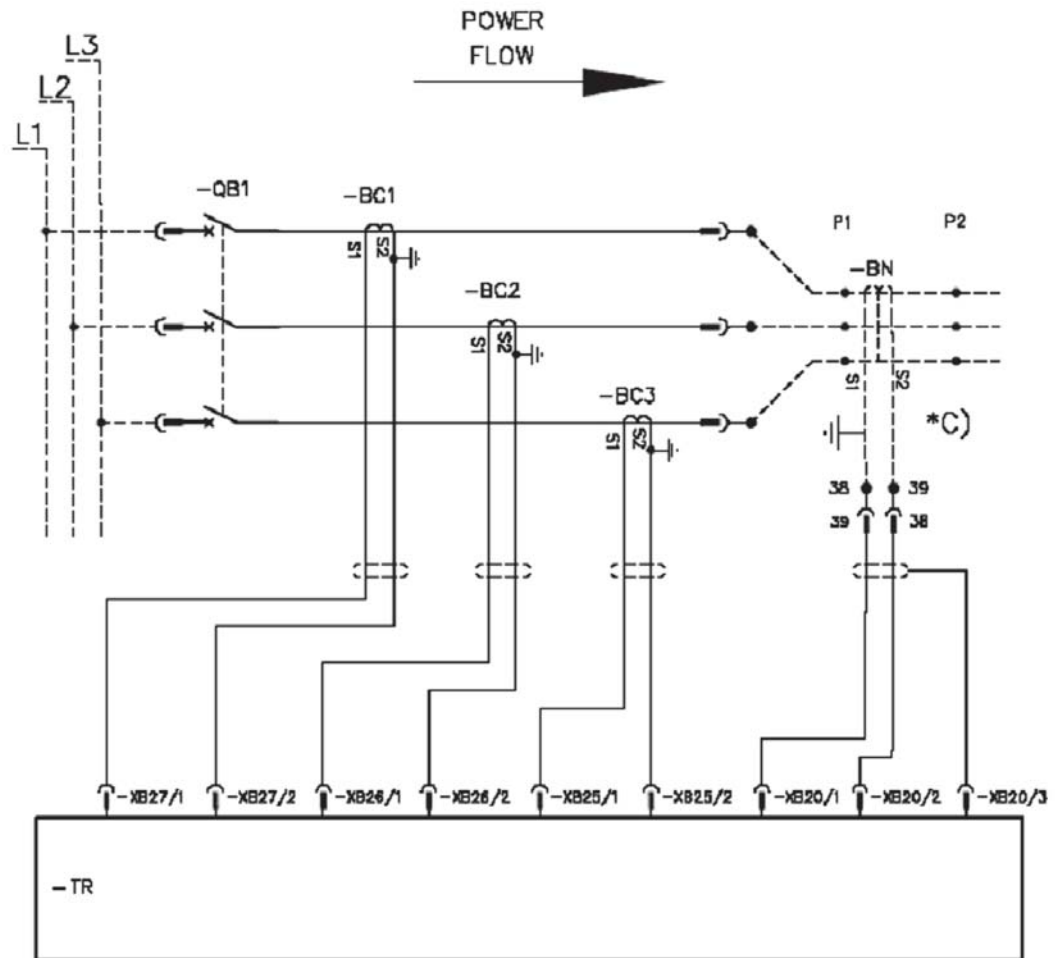 POWER
FLOW
L3
L2
L1
-QB1
-BC1
P1
P2
S1
S2
-BN
-BC2
S1
S2
-BC3
S1
S2
S1
S2
*C)
38
39
39
38
-XB27/1
-XB27/2
-XB26/1
-XB26/2
-XB25/1
-XB25/2
-XB20/1
-XB20/2
-XB20/3
-TR